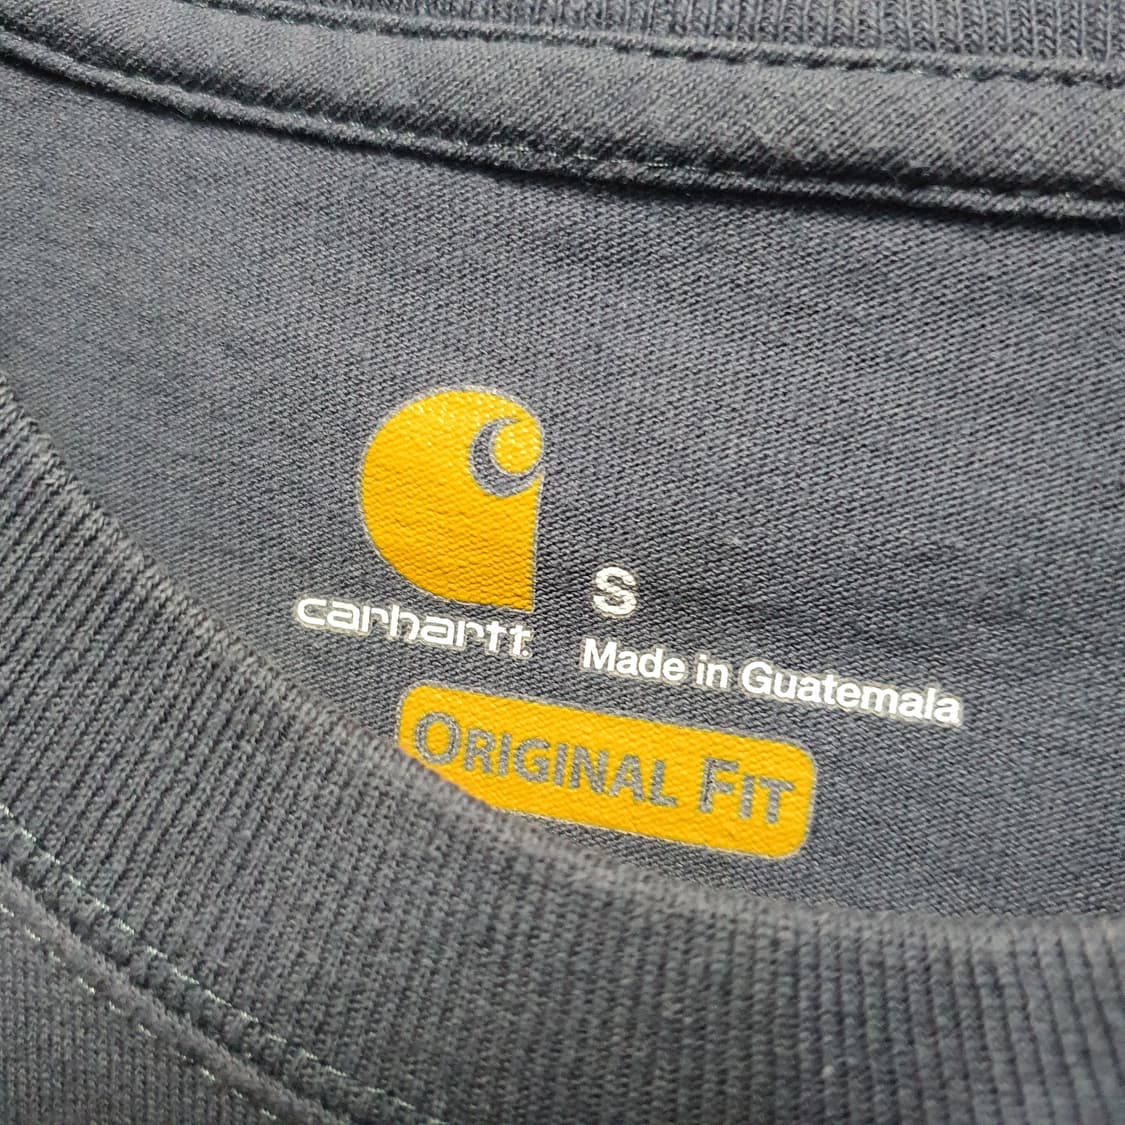 S
carhartt
Made in Guatemala
ORIGINAL FIT